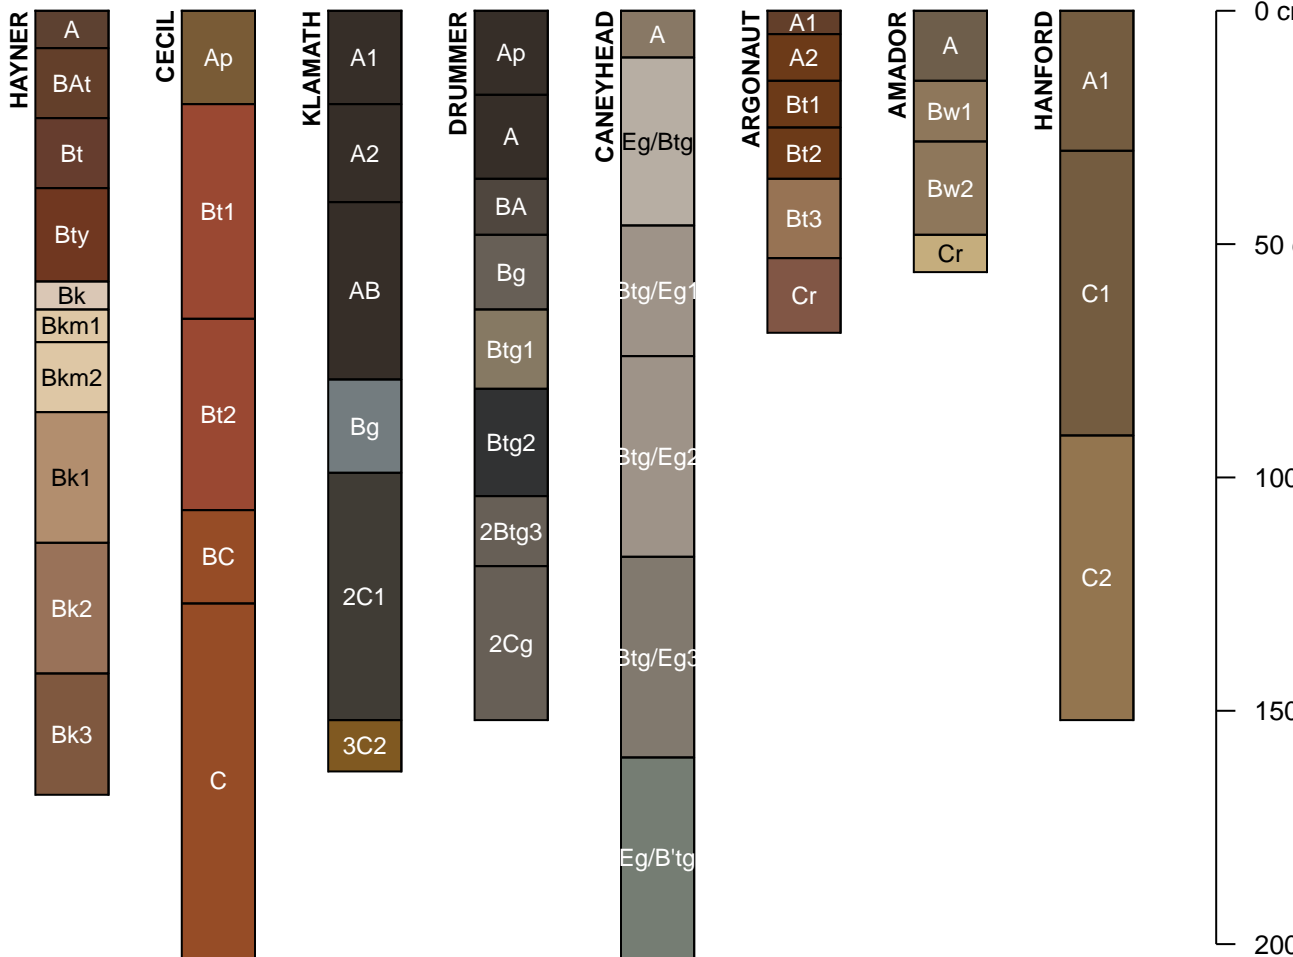 HAYNER
A
BAt
Bt
Bty
Bk
Bkm1
Bkm2
Bk1
Bk2
Bk3
CECIL
Ap
Bt1
Bt2
BC
C
KLAMATH
A1
A2
AB
Bg
2C1
3C2
DRUMMER
Ap
A
BA
Bg
Btg1
Btg2
2Btg3
2Cg
CANEYHEAD
A
Eg/Btg
Btg/Eg1
Btg/Eg2
Btg/Eg3
Eg/B'tg
ARGONAUT
A1
A2
Bt1
Bt2
Bt3
Cr
AMADOR
A
Bw1
Bw2
Cr
HANFORD
A1
C1
C2
0 c
50
100
150
200